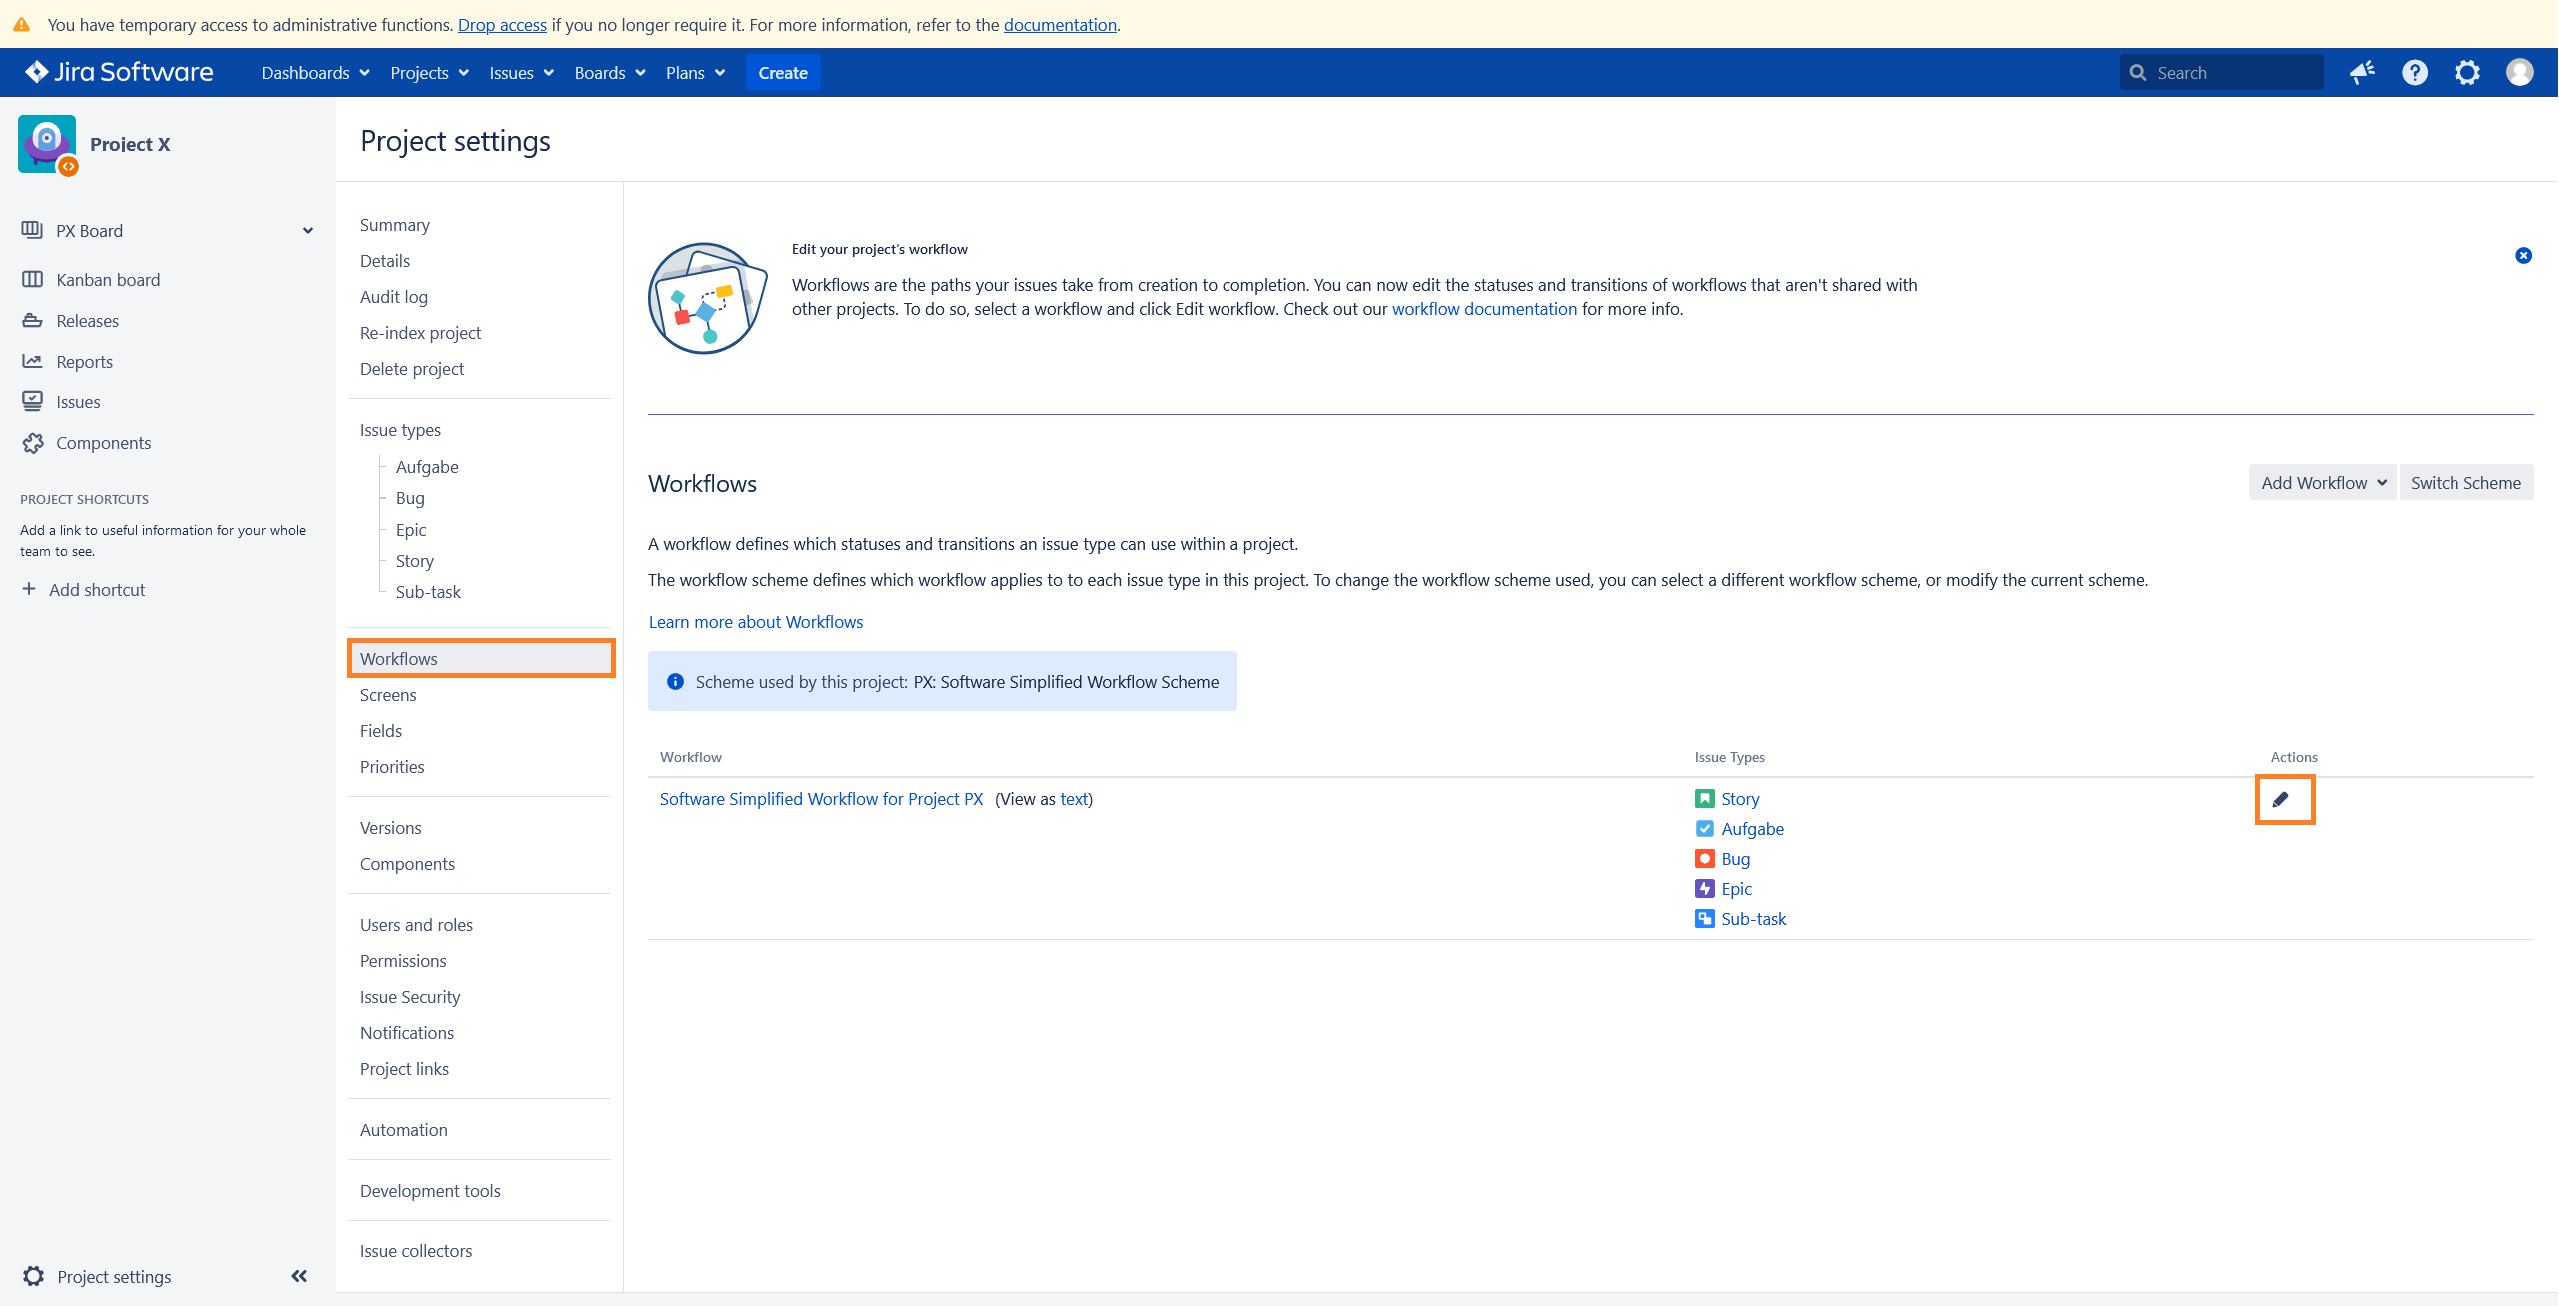 You have temporary access to administrative functions. Drop access if you no longer require it. For more information, refer to the documentation.
Jira Software
Dashboards
Projects
Issues
Boards
Plans
Create
Search
Project X
PX Board
Kanban board
Releases
Reports
Issues
Components
PROJECT SHORTCUTS
Add a link to useful information for your whole
team to see.
+ Add shortcut
Project settings
Project settings
Summary
Details
Audit log
Re-index project
Delete project
Issue types
Aufgabe
Bug
Epic
Story
Sub-task
Workflows
Screens
Fields
Priorities
Versions
Components
Users and roles
Permissions
Issue Security
Notifications
Project links
Automation
Development tools
Issue collectors
Edit your project's workflow
Workflows are the paths your issues take from creation to completion. You can now edit the statuses and transitions of workflows that aren't shared with
other projects. To do so, select a workflow and click Edit workflow. Check out our workflow documentation for more info.
Workflows
Add Workflow
Switch Scheme
A workflow defines which statuses and transitions an issue type can use within a project.
The workflow scheme defines which workflow applies to to each issue type in this project. To change the workflow scheme used, you can select a different workflow scheme, or modify the current scheme.
Learn more about Workflows
Scheme used by this project: PX: Software Simplified Workflow Scheme
Workflow
Issue Types
Actions
Software Simplified Workflow for Project PX (View as text)
Story
Aufgabe
Bug
Epic
Sub-task